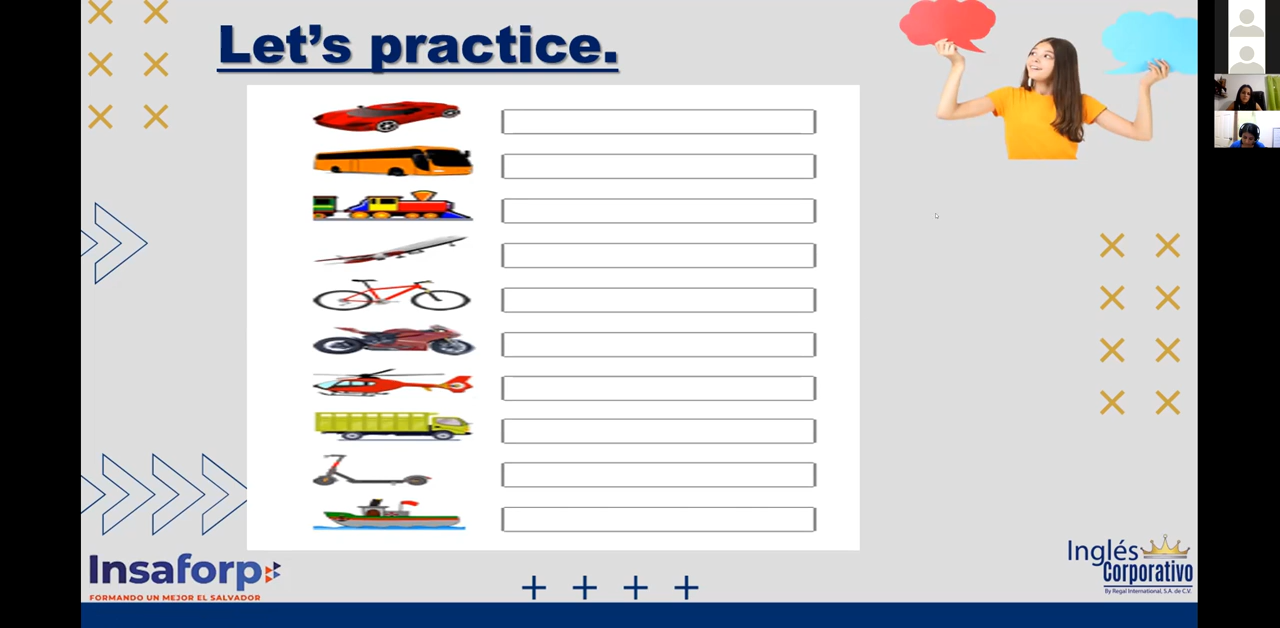 Let's practice.
Insaforp
FORMANDO UN MEJOR EL SALVADOR
Inglés
Corporativo
By Regal International, S.A. de C.V.